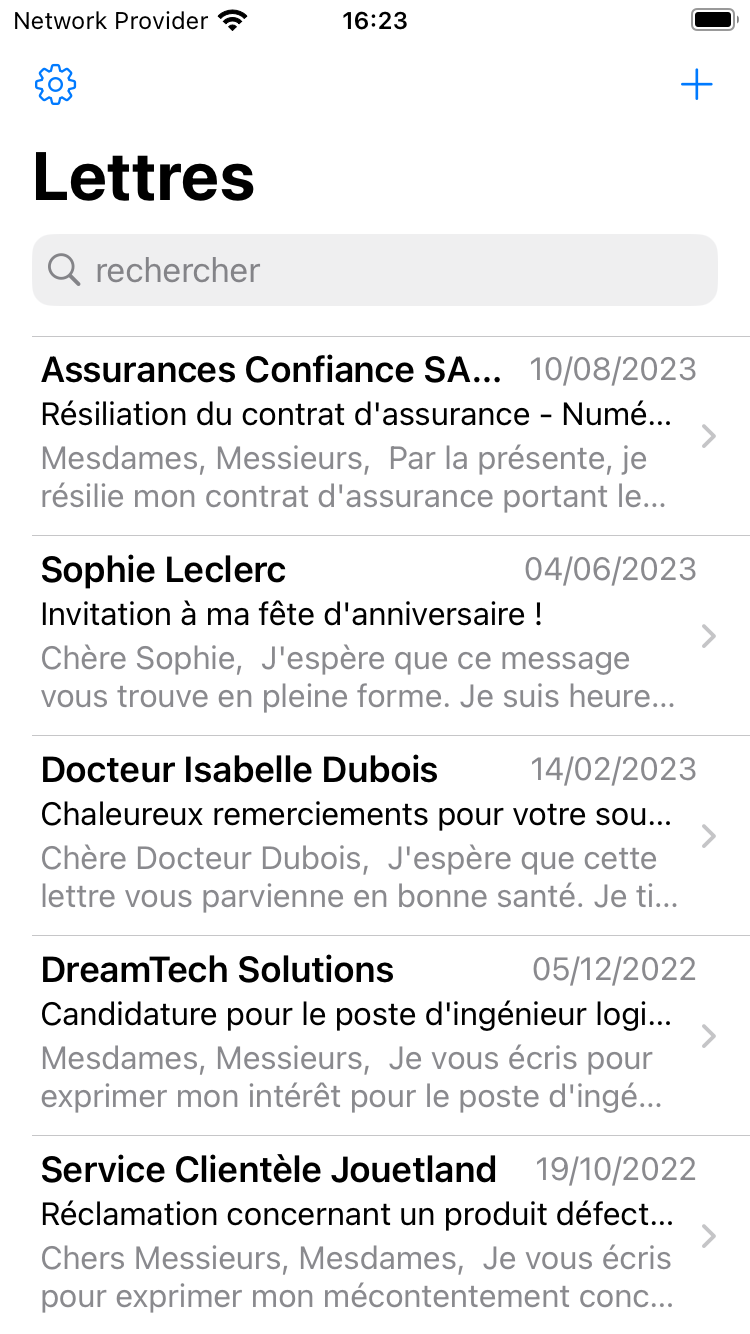 Network Provider 16:23
Lettres
rechercher
Assurances Confiance SA... 10/08/2023
Résiliation du contrat d'assurance - Numé...
Mesdames, Messieurs,  Par la présente, je
résilie mon contrat d'assurance portant le...
Sophie Leclerc 04/06/2023
Invitation à ma fête d'anniversaire !
Chère Sophie,  J'espère que ce message
vous trouve en pleine forme. Je suis heure...
Docteur Isabelle Dubois 14/02/2023
Chaleureux remerciements pour votre sou...
Chère Docteur Dubois,  J'espère que cette
lettre vous parvienne en bonne santé. Je ti...
DreamTech Solutions 05/12/2022
Candidature pour le poste d'ingénieur logi...
Mesdames, Messieurs,  Je vous écris pour
exprimer mon intérêt pour le poste d'ingé...
Service Clientèle Jouetland 19/10/2022
Réclamation concernant un produit défect...
Chers Messieurs, Mesdames,  Je vous écris
pour exprimer mon mécontentement conc...